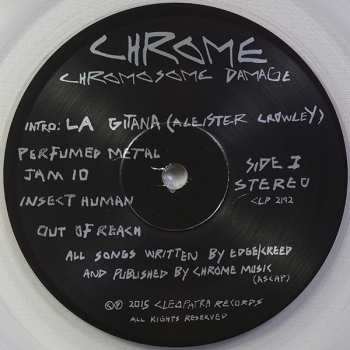 CHROME
CHROMOSOME DAMAGE
INTRO: LA GITANA (ALEISTER CROWLEY)
PERFUMED METAL
JAM 10
INSECT HUMAN
OUT OF REACH
SIDE I
STEREO
CLP 2192
ALL SONGS WRITTEN BY EDGE/CREED
AND PUBLISHED BY CHROME MUSIC
(ASCAP)
©℗ 2015 CLEOPATRA RECORDS
ALL RIGHTS RESERVED